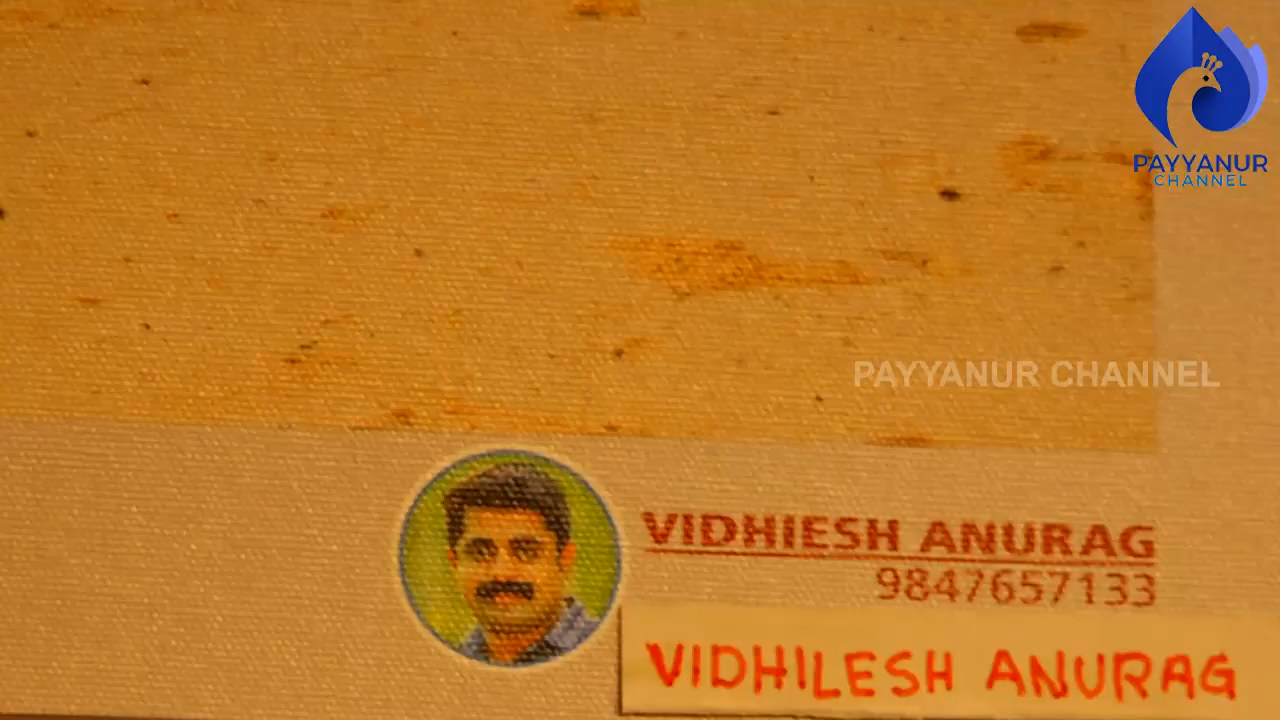 PAYYANUR
CHANNEL
PAYYANUR CHANNEL
VIDHIESH ANURAG
9847657133
VIDHILESH ANURAG